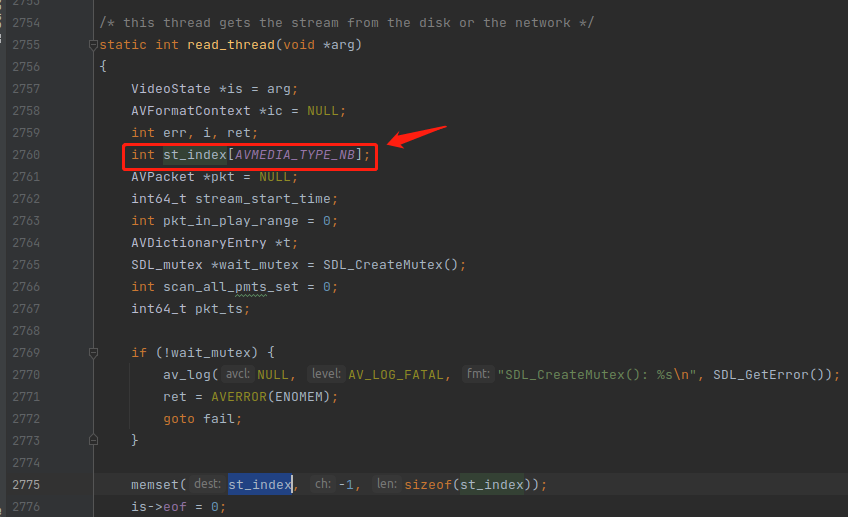 2753
2754 /* this thread gets the stream from the disk or the network */
2755 static int read_thread(void *arg)
2756 {
2757 VideoState *is = arg;
2758 AVFormatContext *ic = NULL;
2759 int err, i, ret;
2760 int st_index[AVMEDIA_TYPE_NB];
2761 AVPacket *pkt = NULL;
2762 int64_t stream_start_time;
2763 int pkt_in_play_range = 0;
2764 AVDictionaryEntry *t;
2765 SDL_mutex *wait_mutex = SDL_CreateMutex();
2766 int scan_all_pmts_set = 0;
2767 int64_t pkt_ts;
2768
2769 if (!wait_mutex) {
2770 av_log( avcl: NULL, level: AV_LOG_FATAL, fmt: "SDL_CreateMutex(): %s\n", SDL_GetError());
2771 ret = AVERROR(ENOMEM);
2772 goto fail;
2773 }
2774
2775 memset( dest: st_index, ch: -1, len: sizeof(st_index));
2776 is->eof = 0;